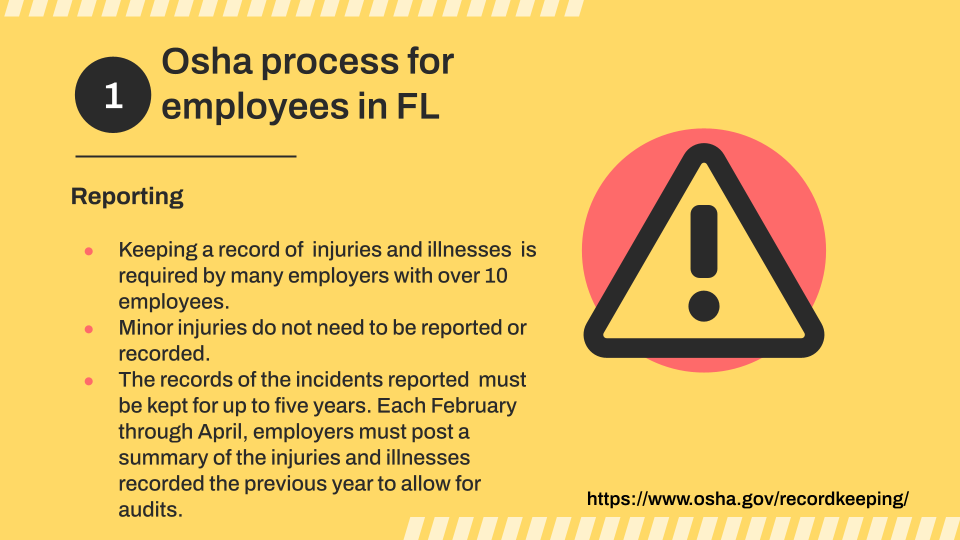 1
Osha process for
employees in FL
Reporting
● Keeping a record of  injuries and illnesses  is
required by many employers with over 10
employees.
● Minor injuries do not need to be reported or
recorded.
● The records of the incidents reported  must
be kept for up to five years. Each February
through April, employers must post a
summary of the injuries and illnesses
recorded the previous year to allow for
audits.
https://www.osha.gov/recordkeeping/